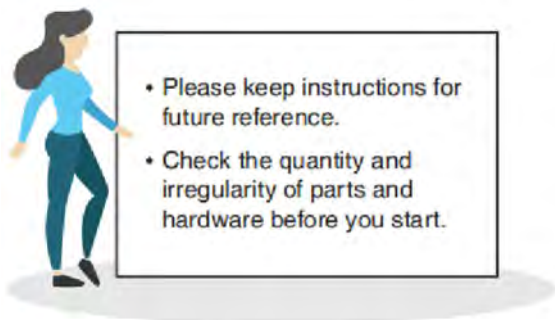 • Please keep instructions for
future reference.
• Check the quantity and
irregularity of parts and
hardware before you start.